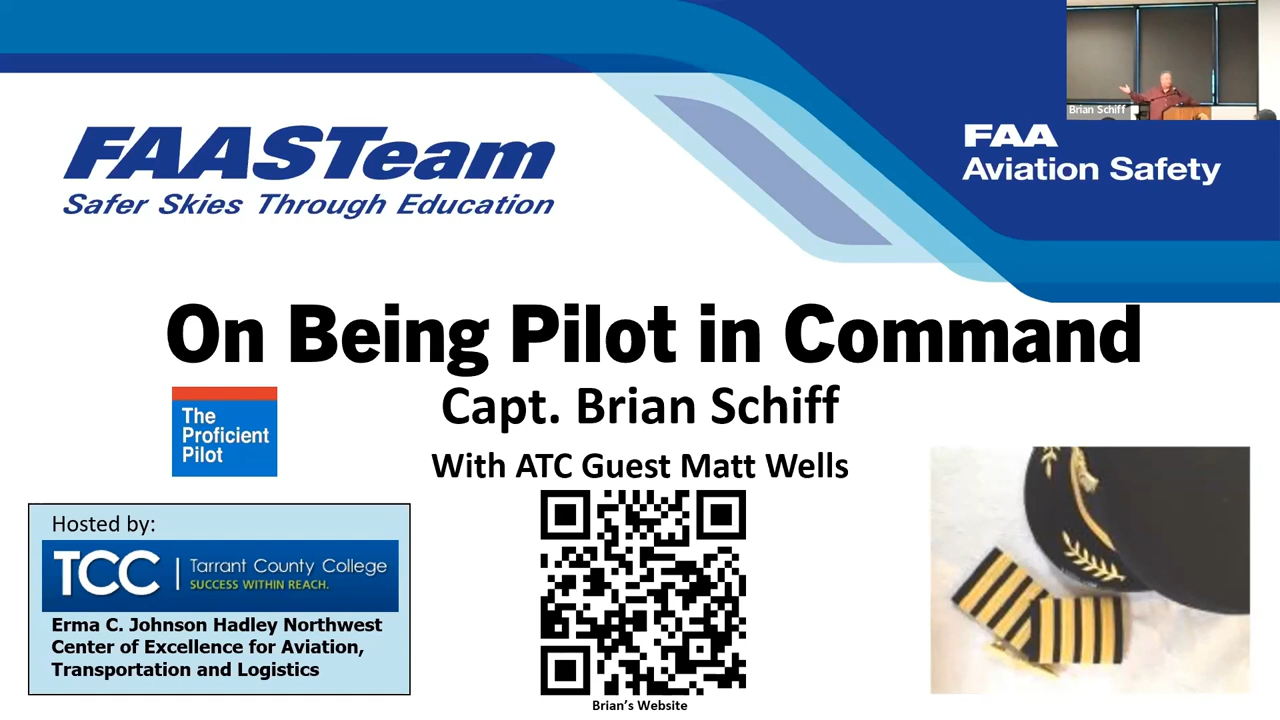 Brian Schiff
FAASTeam
Safer Skies Through Education
FAA
Aviation Safety
On Being Pilot in Command
Capt. Brian Schiff
The
Proficient
Pilot
With ATC Guest Matt Wells
Hosted by:
TCC | Tarrant County College
SUCCESS WITHIN REACH.
Erma C. Johnson Hadley Northwest
Center of Excellence for Aviation,
Transportation and Logistics
Brian's Website